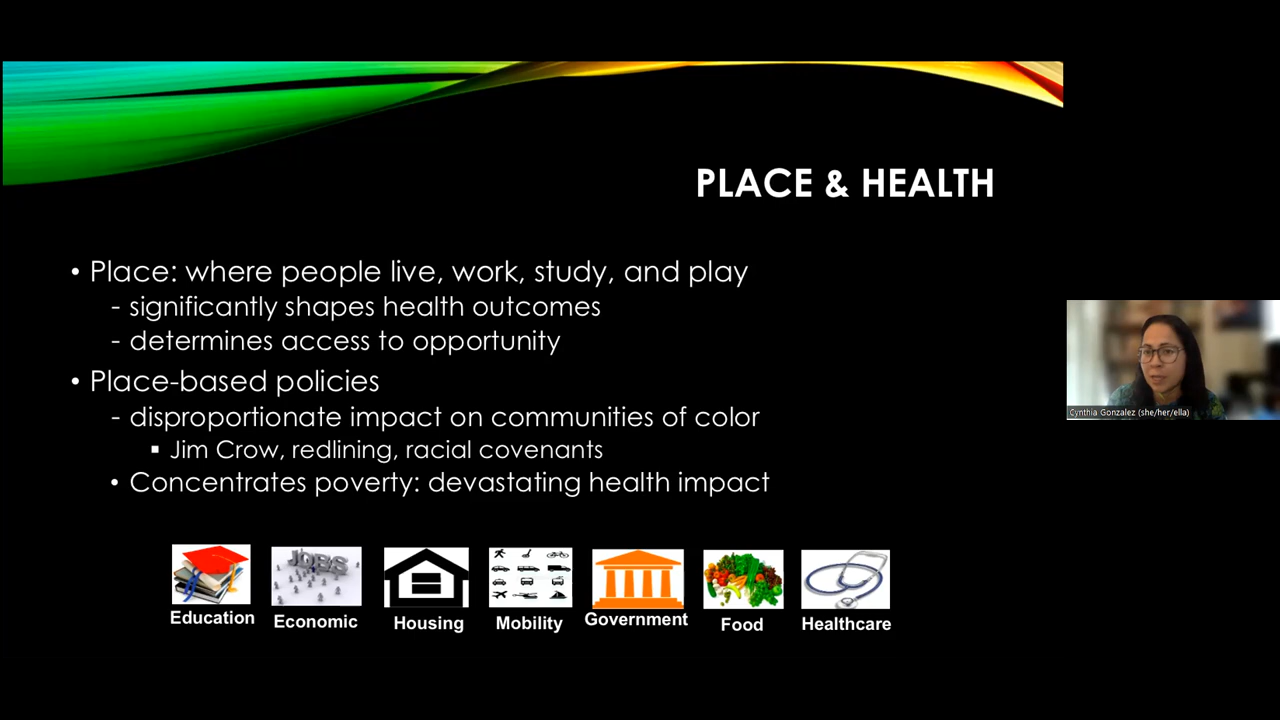 PLACE & HEALTH
• Place: where people live, work, study, and play
- significantly shapes health outcomes
- determines access to opportunity
• Place-based policies
- disproportionate impact on communities of color
▪ Jim Crow, redlining, racial covenants
• Concentrates poverty: devastating health impact
JOBS
Education Economic Housing Mobility Government Food Healthcare
Cynthia Gonzalez (she/her/ella)